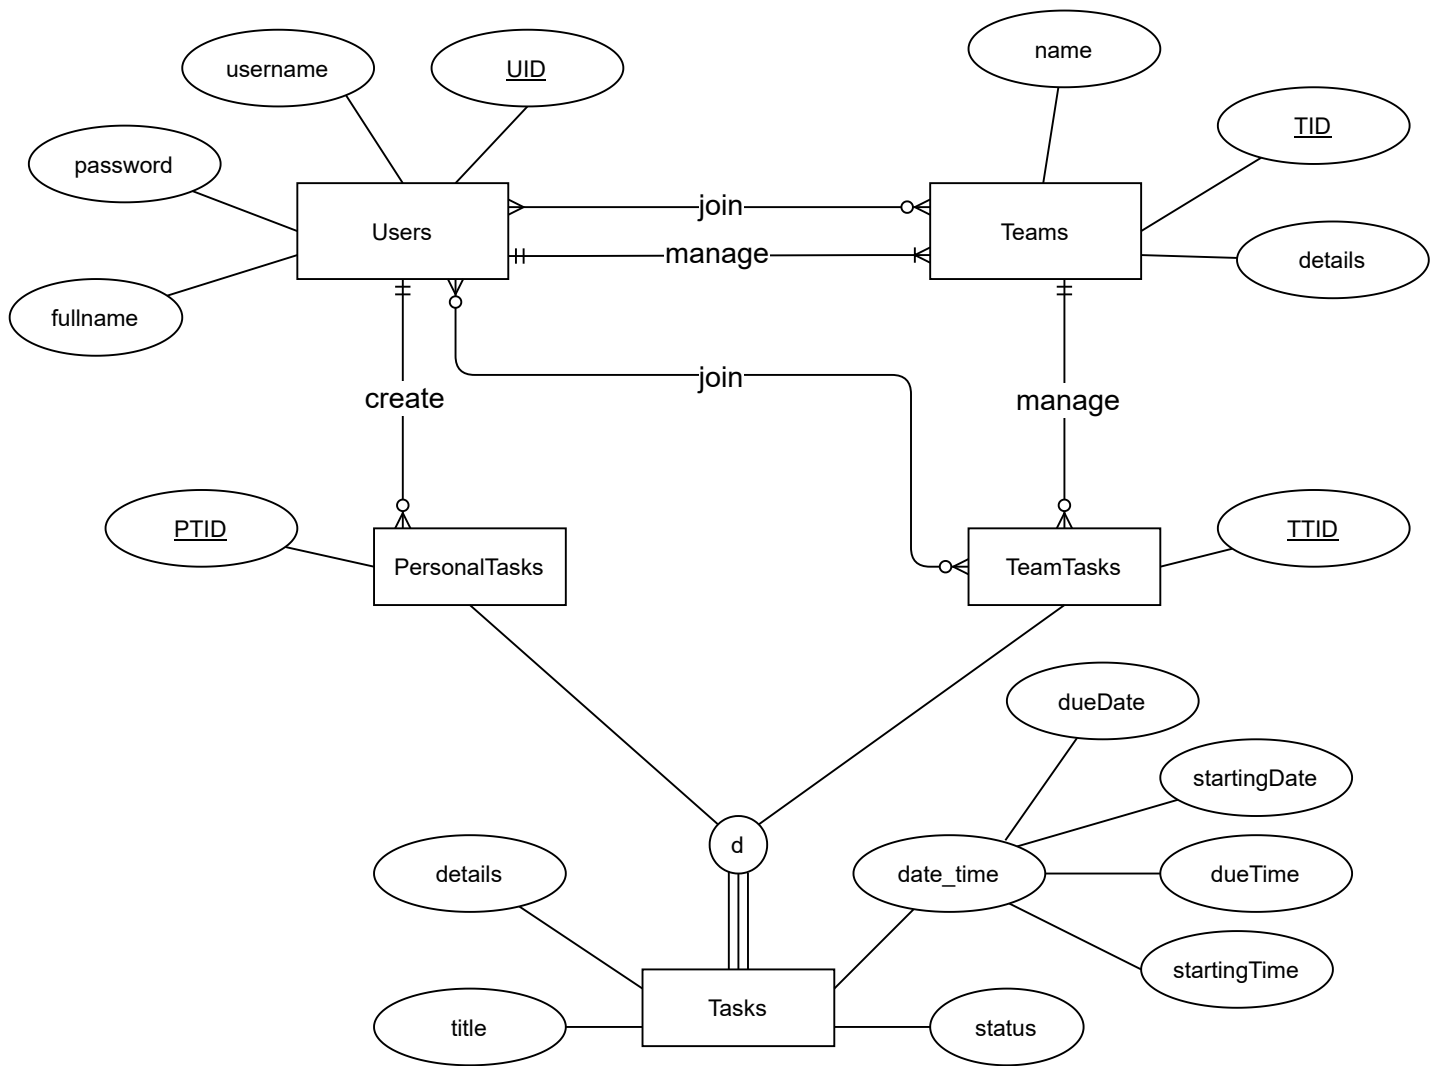 name
username
UID
TID
password
join
Users
Teams
manage
details
fullname
join
create
manage
PTID
TTID
PersonalTasks
TeamTasks
dueDate
startingDate
d
details
date_time
dueTime
startingTime
Tasks
title
status